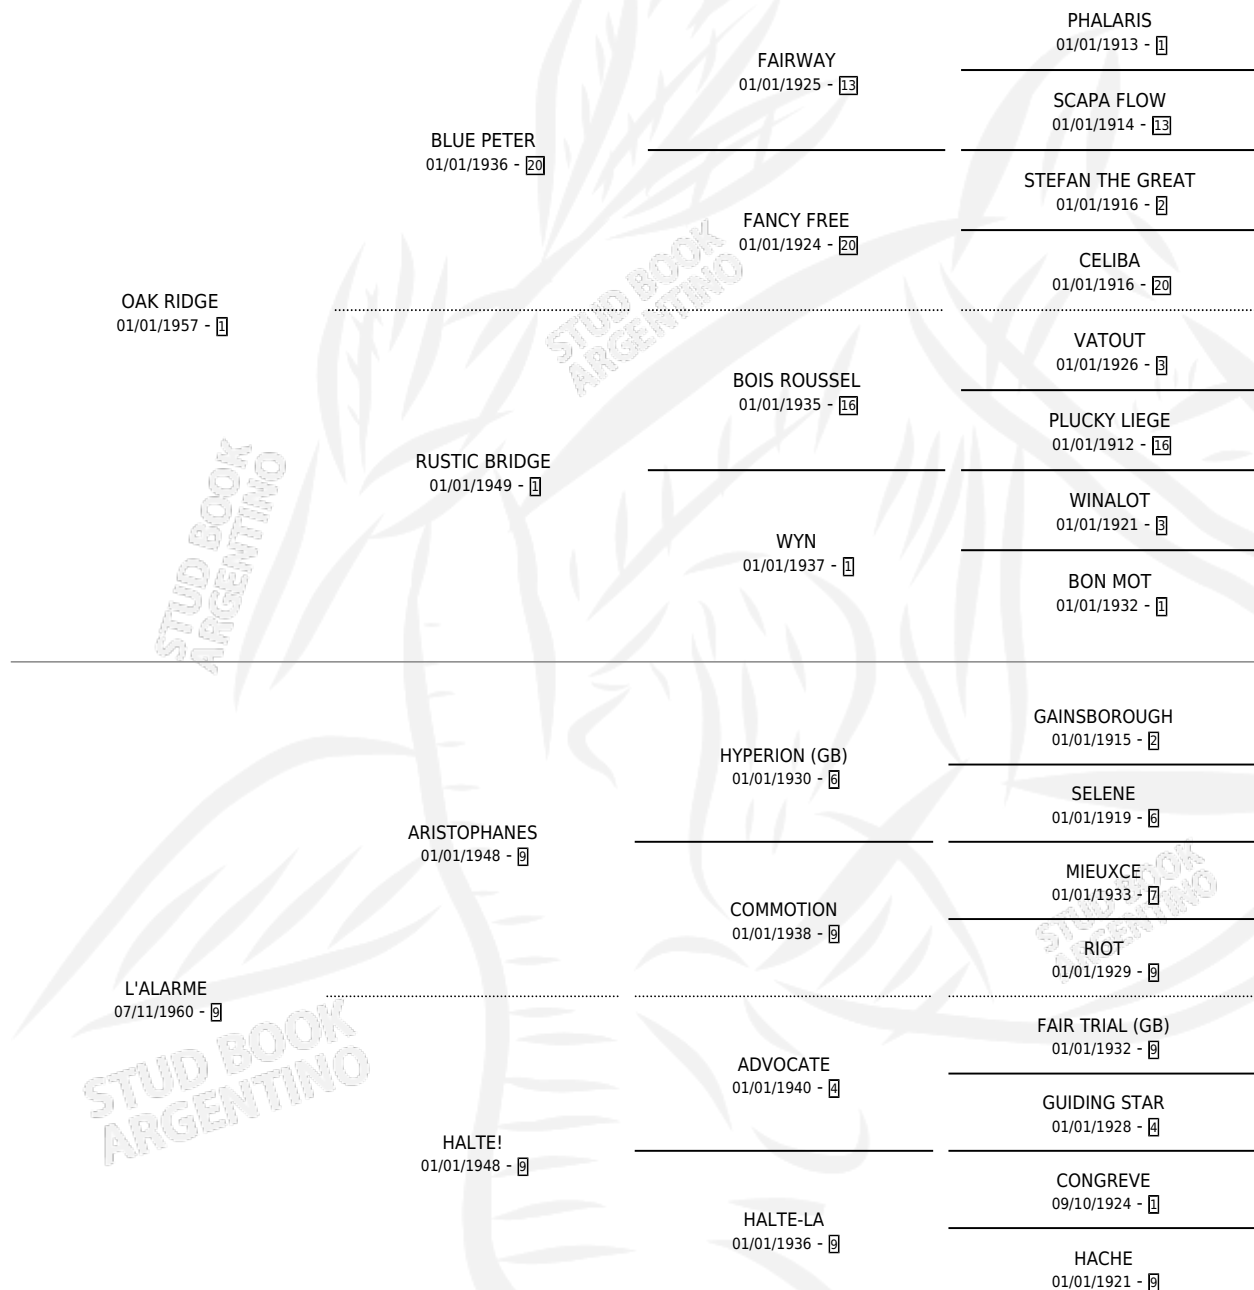 PHALARIS
01/01/1913 - 1
FAIRWAY
01/01/1925 - 13
SCAPA FLOW
01/01/1914 - 13
BLUE PETER
01/01/1936 - 20
STEFAN THE GREAT
01/01/1916 - 2
FANCY FREE
01/01/1924 - 20
CELIBA
01/01/1916 - 20
OAK RIDGE
01/01/1957 - 1
VATOUT
01/01/1926 - 3
BOIS ROUSSEL
01/01/1935 - 16
PLUCKY LIEGE
01/01/1912 - 16
RUSTIC BRIDGE
01/01/1949 - 1
WINALOT
01/01/1921 - 3
WYN
01/01/1937 - 1
BON MOT
01/01/1932 - 1
GAINSBOROUGH
01/01/1915 - 2
HYPERION (GB)
01/01/1930 - 6
SELENE
01/01/1919 - 6
ARISTOPHANES
01/01/1948 - 9
MIEUXCE
01/01/1933 - 7
COMMOTION
01/01/1938 - 9
RIOT
01/01/1929 - 9
L'ALARME
07/11/1960 - 9
FAIR TRIAL (GB)
01/01/1932 - 9
ADVOCATE
01/01/1940 - 4
GUIDING STAR
01/01/1928 - 4
HALTE!
01/01/1948 - 9
CONGREVE
09/10/1924 - 1
HALTE-LA
01/01/1936 - 9
HACHE
01/01/1921 - 9
STUD BOOK
ARGENTINO
STUD BOOK
ARGENTINO
STUD BOOK
ARGENTINO
STUD BOOK
ARGENTINO